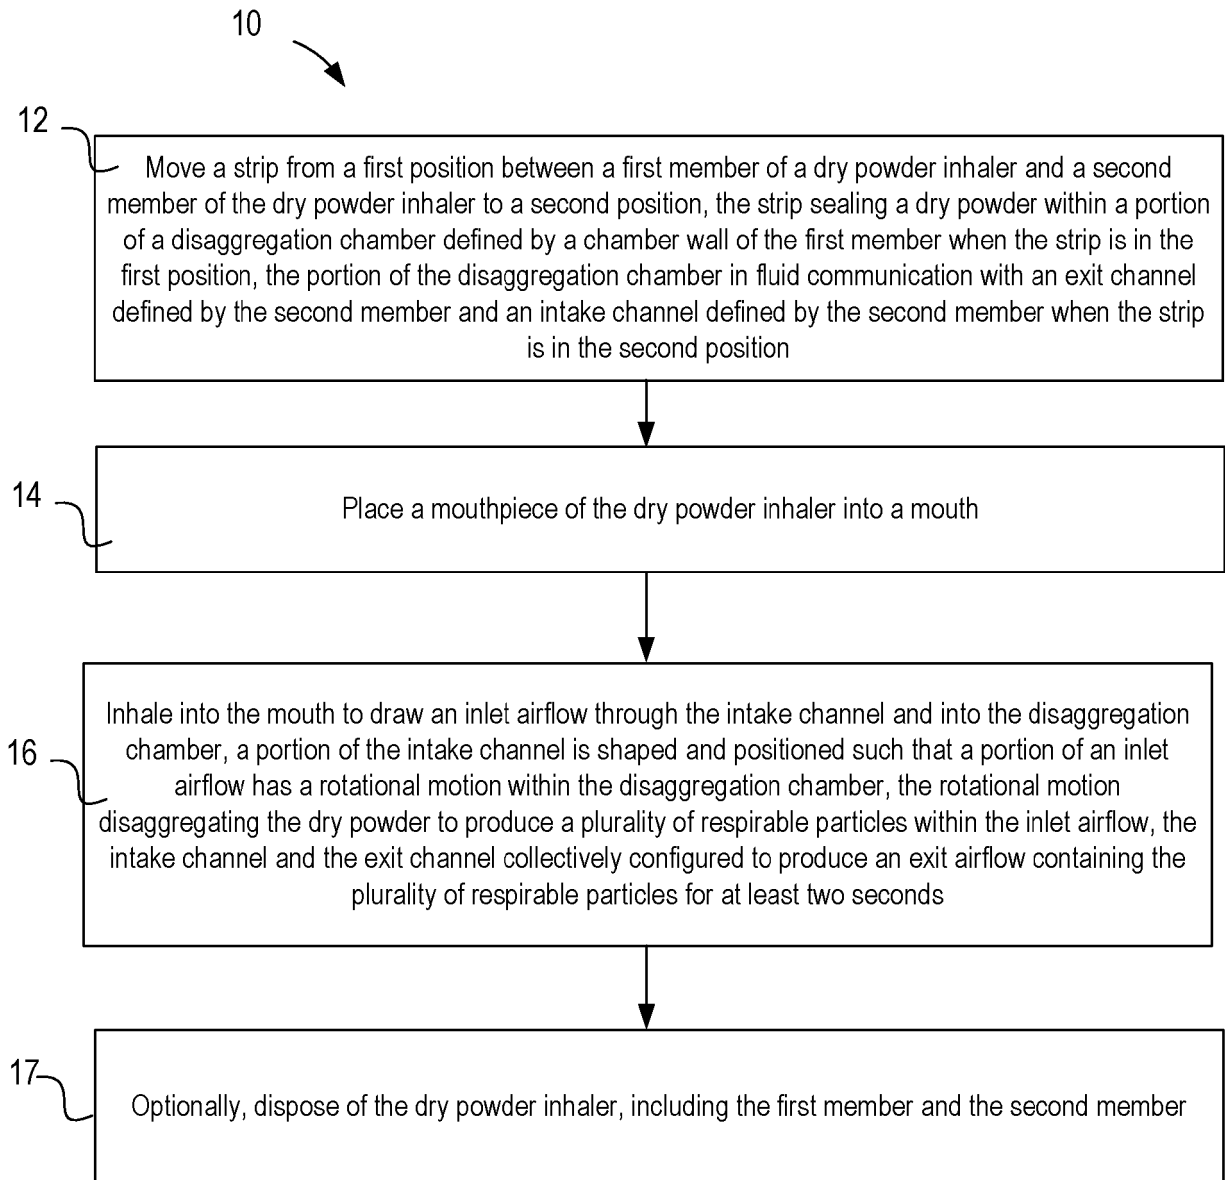 10
12
Move a strip from a first position between a first member of a dry powder inhaler and a second
member of the dry powder inhaler to a second position, the strip sealing a dry powder within a portion
of a disaggregation chamber defined by a chamber wall of the first member when the strip is in the
first position, the portion of the disaggregation chamber in fluid communication with an exit channel
defined by the second member and an intake channel defined by the second member when the strip
is in the second position
14
Place a mouthpiece of the dry powder inhaler into a mouth
16
Inhale into the mouth to draw an inlet airflow through the intake channel and into the disaggregation
chamber, a portion of the intake channel is shaped and positioned such that a portion of an inlet
airflow has a rotational motion within the disaggregation chamber, the rotational motion
disaggregating the dry powder to produce a plurality of respirable particles within the inlet airflow, the
intake channel and the exit channel collectively configured to produce an exit airflow containing the
plurality of respirable particles for at least two seconds
17
Optionally, dispose of the dry powder inhaler, including the first member and the second member